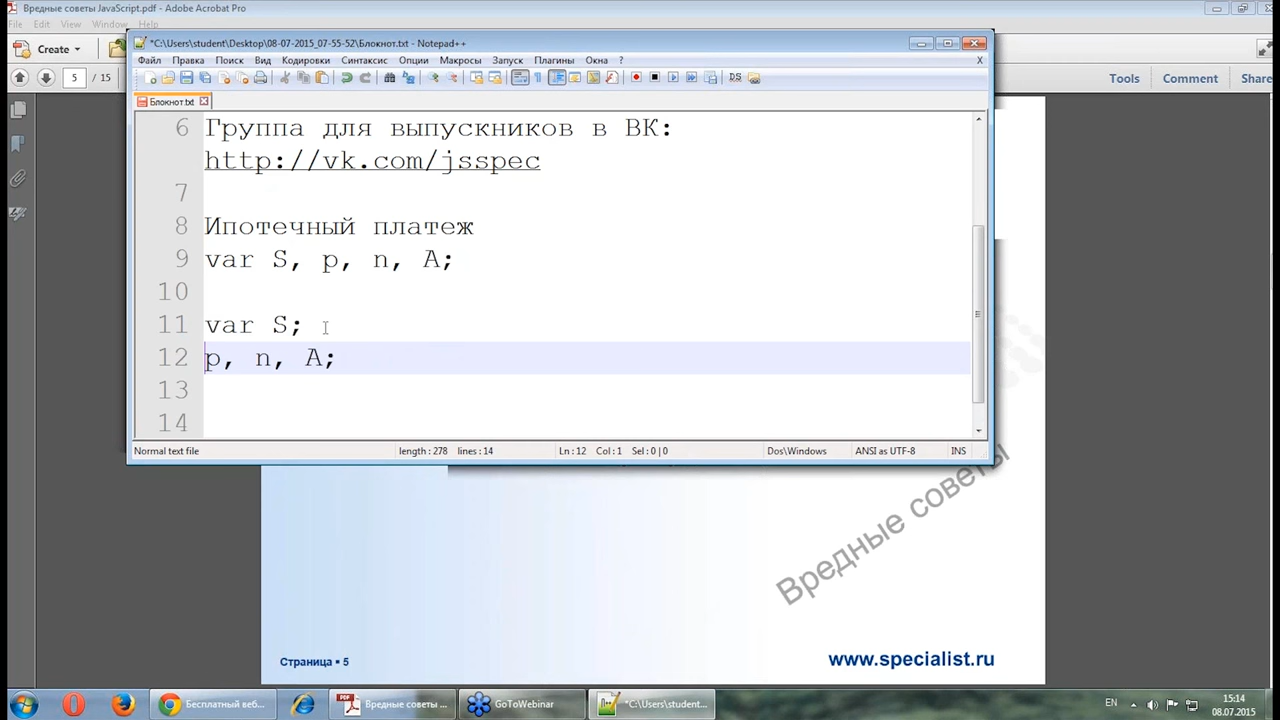 Вредные советы JavaScript.pdf - Adobe Acrobat Pro
File Edit View Window Help
Create
5 / 15
Tools Comment Share
*C:\Users\student\Desktop\08-07-2015_07-55-52\Блокнот.txt - Notepad++
Файл Правка Поиск Вид Кодировки Синтаксис Опции Макросы Запуск Плагины Окна ? X
Блокнот.txt
6 Группа для выпускников в ВК:
http://vk.com/jsspec
7
8 Ипотечный платеж
9 var S, p, n, A;
10
11 var S;
12 p, n, A;
13
14
Normal text file length : 278 lines : 14 Ln : 12 Col : 1 Sel : 0 | 0 Dos\Windows ANSI as UTF-8 INS
Вредные советы
Страница ▪ 5
www.specialist.ru
Бесплатный веб... Вредные советы ... GoToWebinar *C:\Users\student... EN 15:14
08.07.2015